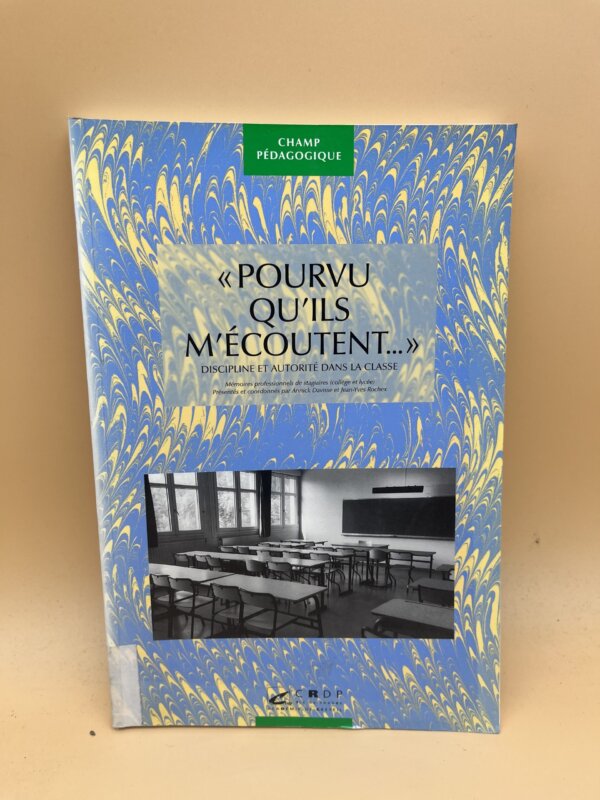 CHAMP
PÉDAGOGIQUE
« POURVU
QU'ILS
M'ÉCOUTENT... »
DISCIPLINE ET AUTORITÉ DANS LA CLASSE
Mémoires professionnels de stagiaires (collège et lycée)
Présentés et coordonnés par Annick Davisse et Jean-Yves Rochex
CRDP